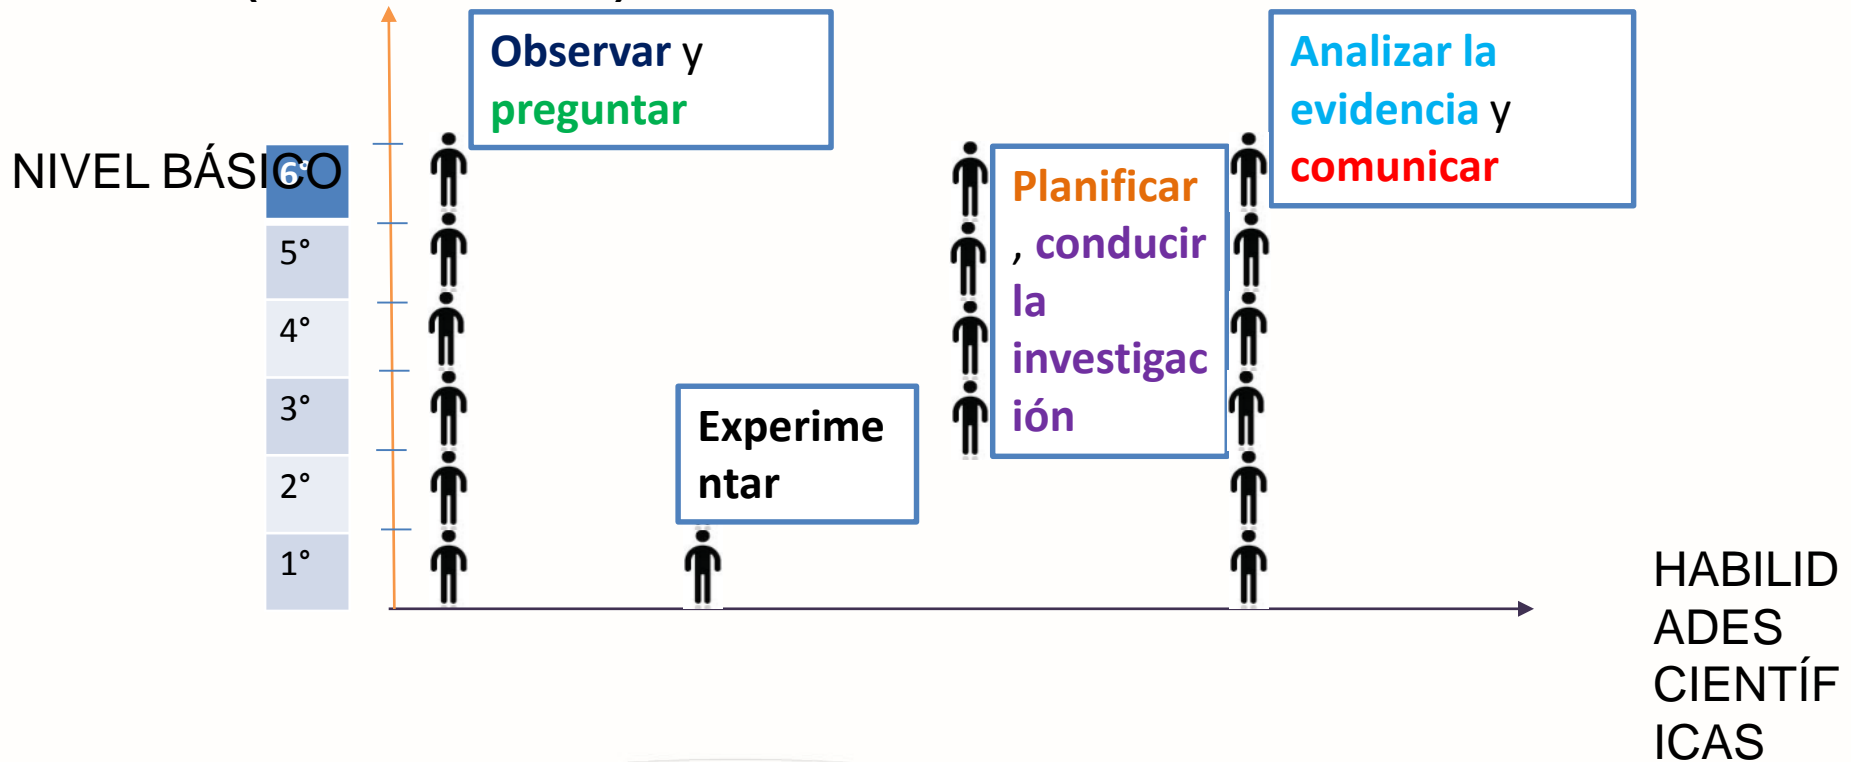 Observar y
preguntar
Analizar la
evidencia y
comunicar
NIVEL BÁSICO
6°
5°
4°
3°
2°
1°
Planificar
, conducir
la
investigac
ión
Experime
ntar
HABILID
ADES
CIENTÍF
ICAS